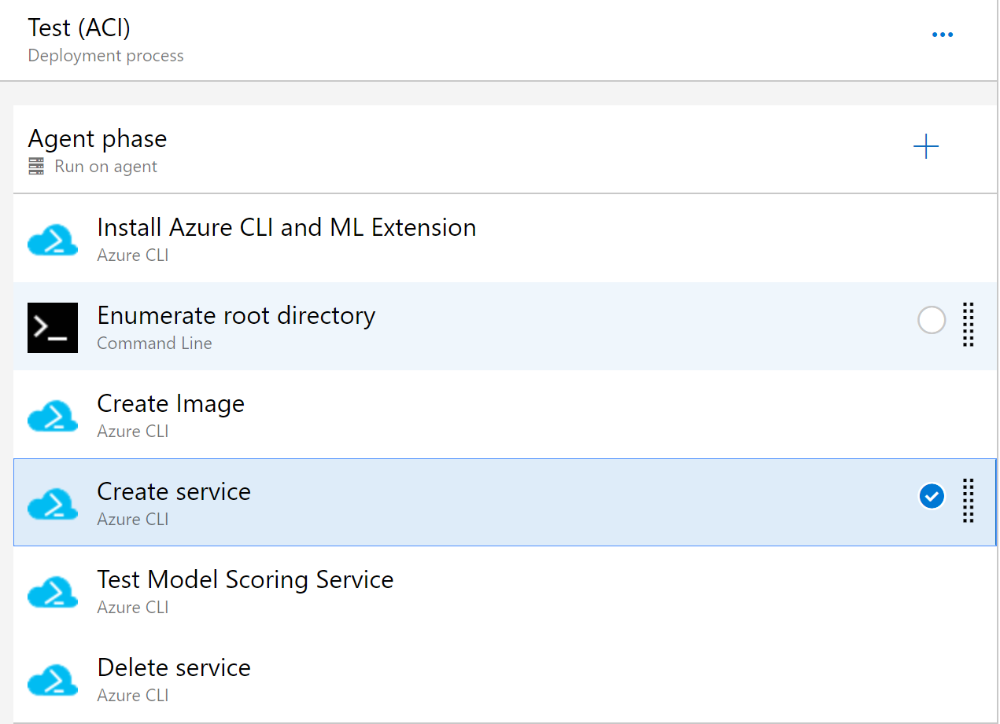 Test (ACI)
Deployment process
Agent phase
Run on agent
Install Azure CLI and ML Extension
Azure CLI
Enumerate root directory
Command Line
Create Image
Azure CLI
Create service
Azure CLI
Test Model Scoring Service
Azure CLI
Delete service
Azure CLI